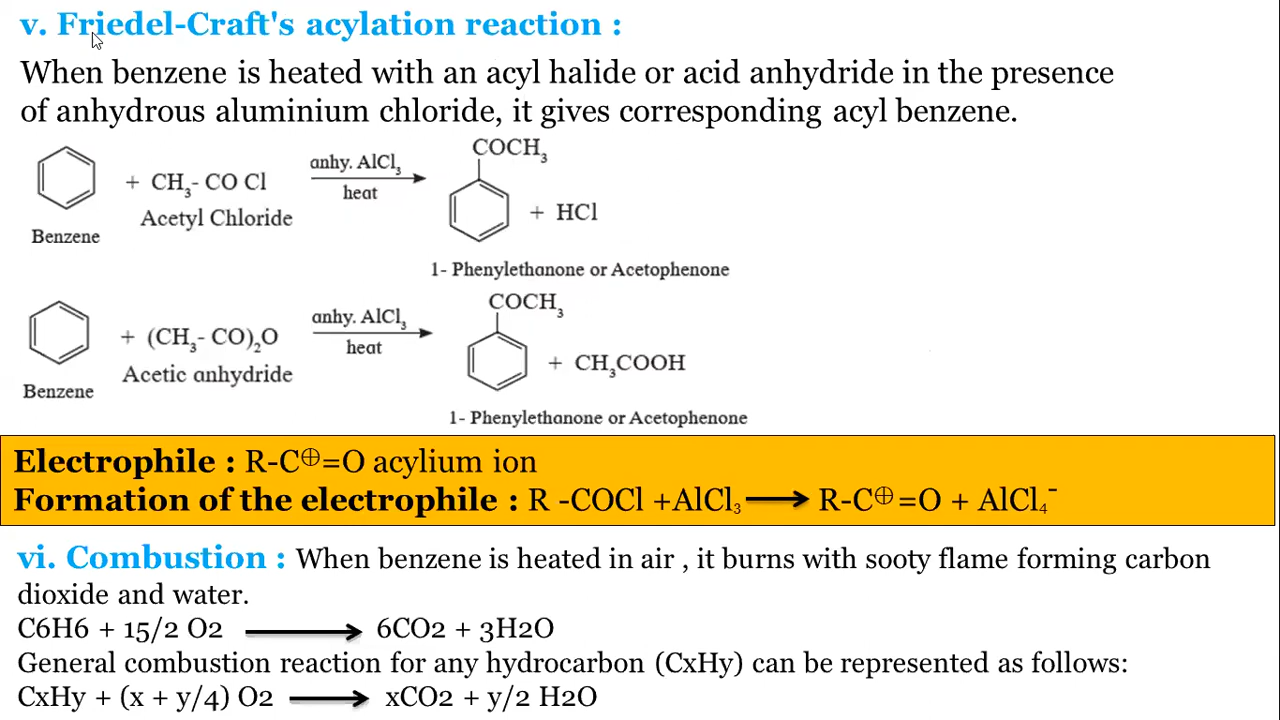 v. Friedel-Craft's acylation reaction :
When benzene is heated with an acyl halide or acid anhydride in the presence
of anhydrous aluminium chloride, it gives corresponding acyl benzene.
COCH₃
+ CH₃- CO Cl
anhy. AlCl₃
heat
+ HCl
Acetyl Chloride
Benzene
1- Phenylethanone or Acetophenone
COCH₃
+ (CH₃- CO)₂O
anhy. AlCl₃
heat
+ CH₃COOH
Acetic anhydride
Benzene
1- Phenylethanone or Acetophenone
Electrophile : R-C⊕=O acylium ion
Formation of the electrophile : R -COCl +AlCl₃ ⟶ R-C⊕=O + AlCl₄⁻
vi. Combustion : When benzene is heated in air , it burns with sooty flame forming carbon
dioxide and water.
C6H6 + 15/2 O2 ⟶ 6CO2 + 3H2O
General combustion reaction for any hydrocarbon (CxHy) can be represented as follows:
CxHy + (x + y/4) O2 ⟶ xCO2 + y/2 H2O